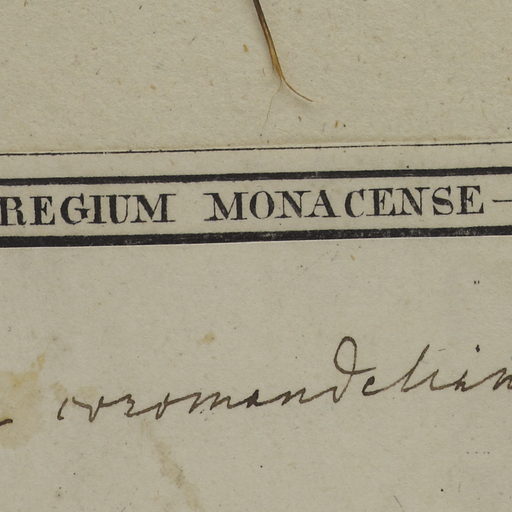 REGIUM MONACENSE—
coromandelian